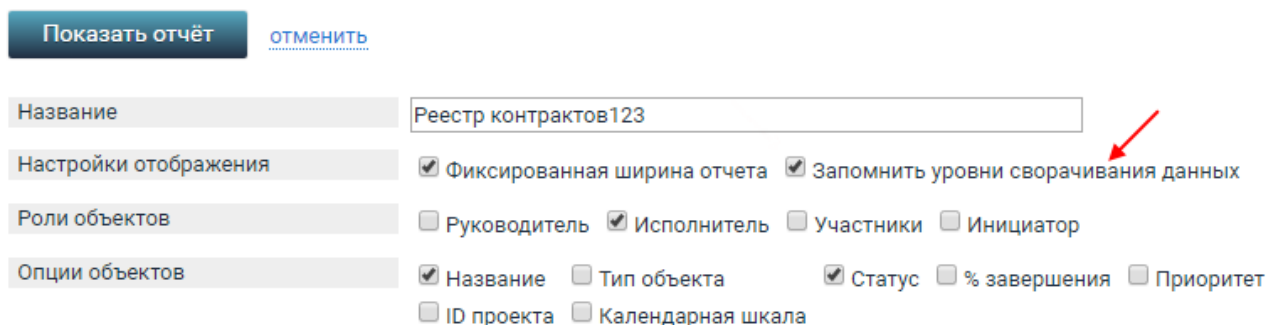 Показать отчёт отменить
Название Реестр контрактов123
Настройки отображения Фиксированная ширина отчета Запомнить уровни сворачивания данных
Роли объектов Руководитель Исполнитель Участники Инициатор
Опции объектов Название Тип объекта Статус % завершения Приоритет
ID проекта Календарная шкала